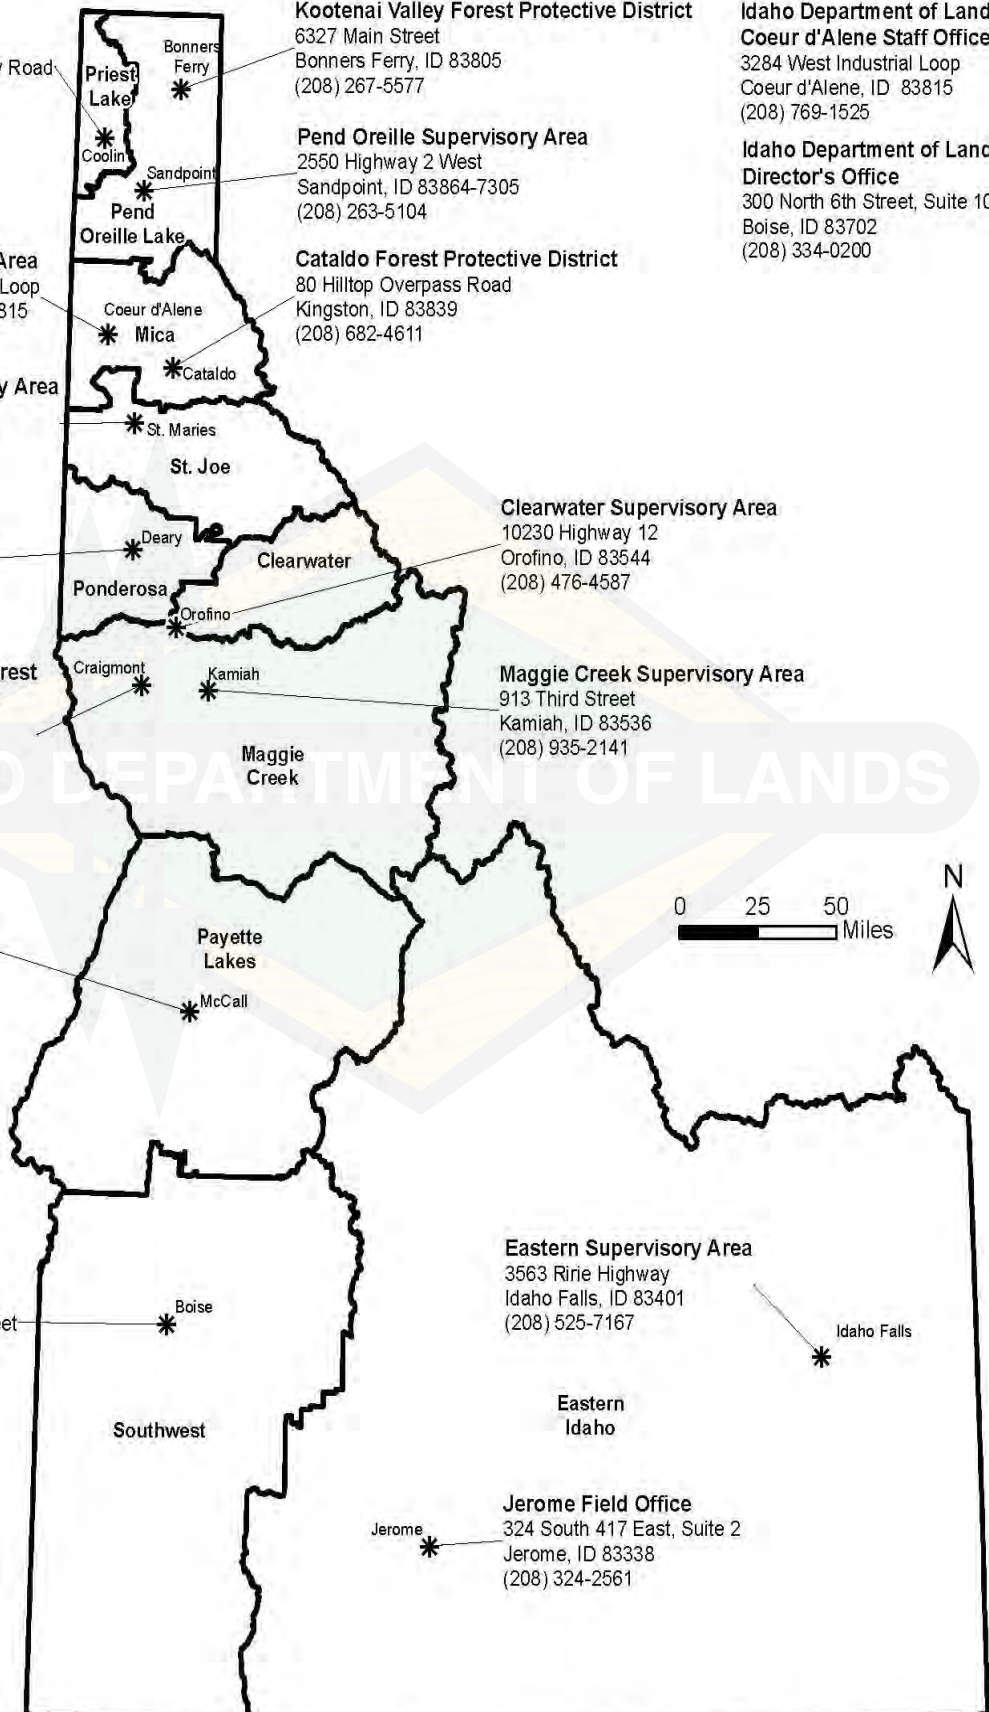 Kootenai Valley Forest Protective District
6327 Main Street
Bonners Ferry, ID 83805
(208) 267-5577
Idaho Department of Land
Coeur d'Alene Staff Office
3284 West Industrial Loop
Coeur d'Alene, ID 83815
(208) 769-1525
Pend Oreille Supervisory Area
2550 Highway 2 West
Sandpoint, ID 83864-7305
(208) 263-5104
Idaho Department of Land
Director's Office
300 North 6th Street, Suite 10
Boise, ID 83702
(208) 334-0200
Cataldo Forest Protective District
80 Hilltop Overpass Road
Kingston, ID 83839
(208) 682-4611
y Road
Bonners
Ferry
Priest
Lake
Coolin
Sandpoint
Pend
Oreille Lake
Area
Loop
815
Coeur d'Alene
Mica
Cataldo
y Area
St. Maries
St. Joe
Deary
Clearwater
Ponderosa
Orofino
Clearwater Supervisory Area
10230 Highway 12
Orofino, ID 83544
(208) 476-4587
rest
Craigmont
Kamiah
Maggie Creek Supervisory Area
913 Third Street
Kamiah, ID 83536
(208) 935-2141
Maggie
Creek
O DEPARTMENT OF LANDS
N
0 25 50
Miles
Payette
Lakes
McCall
Eastern Supervisory Area
3563 Ririe Highway
Idaho Falls, ID 83401
(208) 525-7167
Idaho Falls
eet
Boise
Eastern
Idaho
Southwest
Jerome Field Office
324 South 417 East, Suite 2
Jerome, ID 83338
(208) 324-2561
Jerome